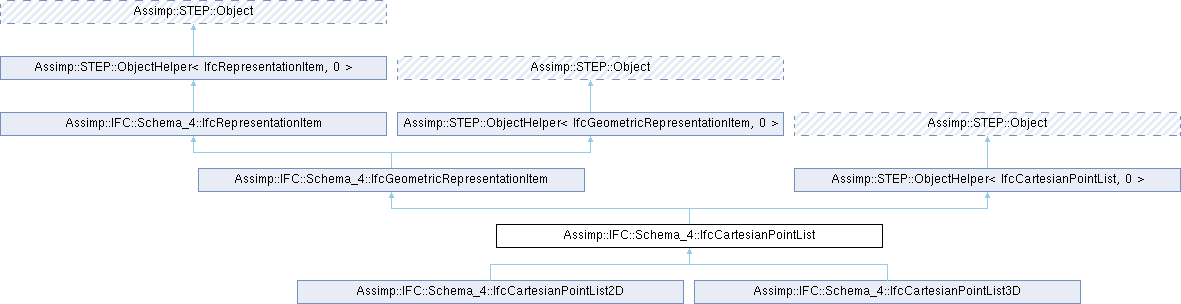 Assimp::STEP::Object
Assimp::STEP::ObjectHelper< IfcRepresentationItem, 0 >
Assimp::STEP::Object
Assimp::IFC::Schema_4::IfcRepresentationItem
Assimp::STEP::ObjectHelper< IfcGeometricRepresentationItem, 0 >
Assimp::STEP::Object
Assimp::IFC::Schema_4::IfcGeometricRepresentationItem
Assimp::STEP::ObjectHelper< IfcCartesianPointList, 0 >
Assimp::IFC::Schema_4::IfcCartesianPointList
Assimp::IFC::Schema_4::IfcCartesianPointList2D
Assimp::IFC::Schema_4::IfcCartesianPointList3D